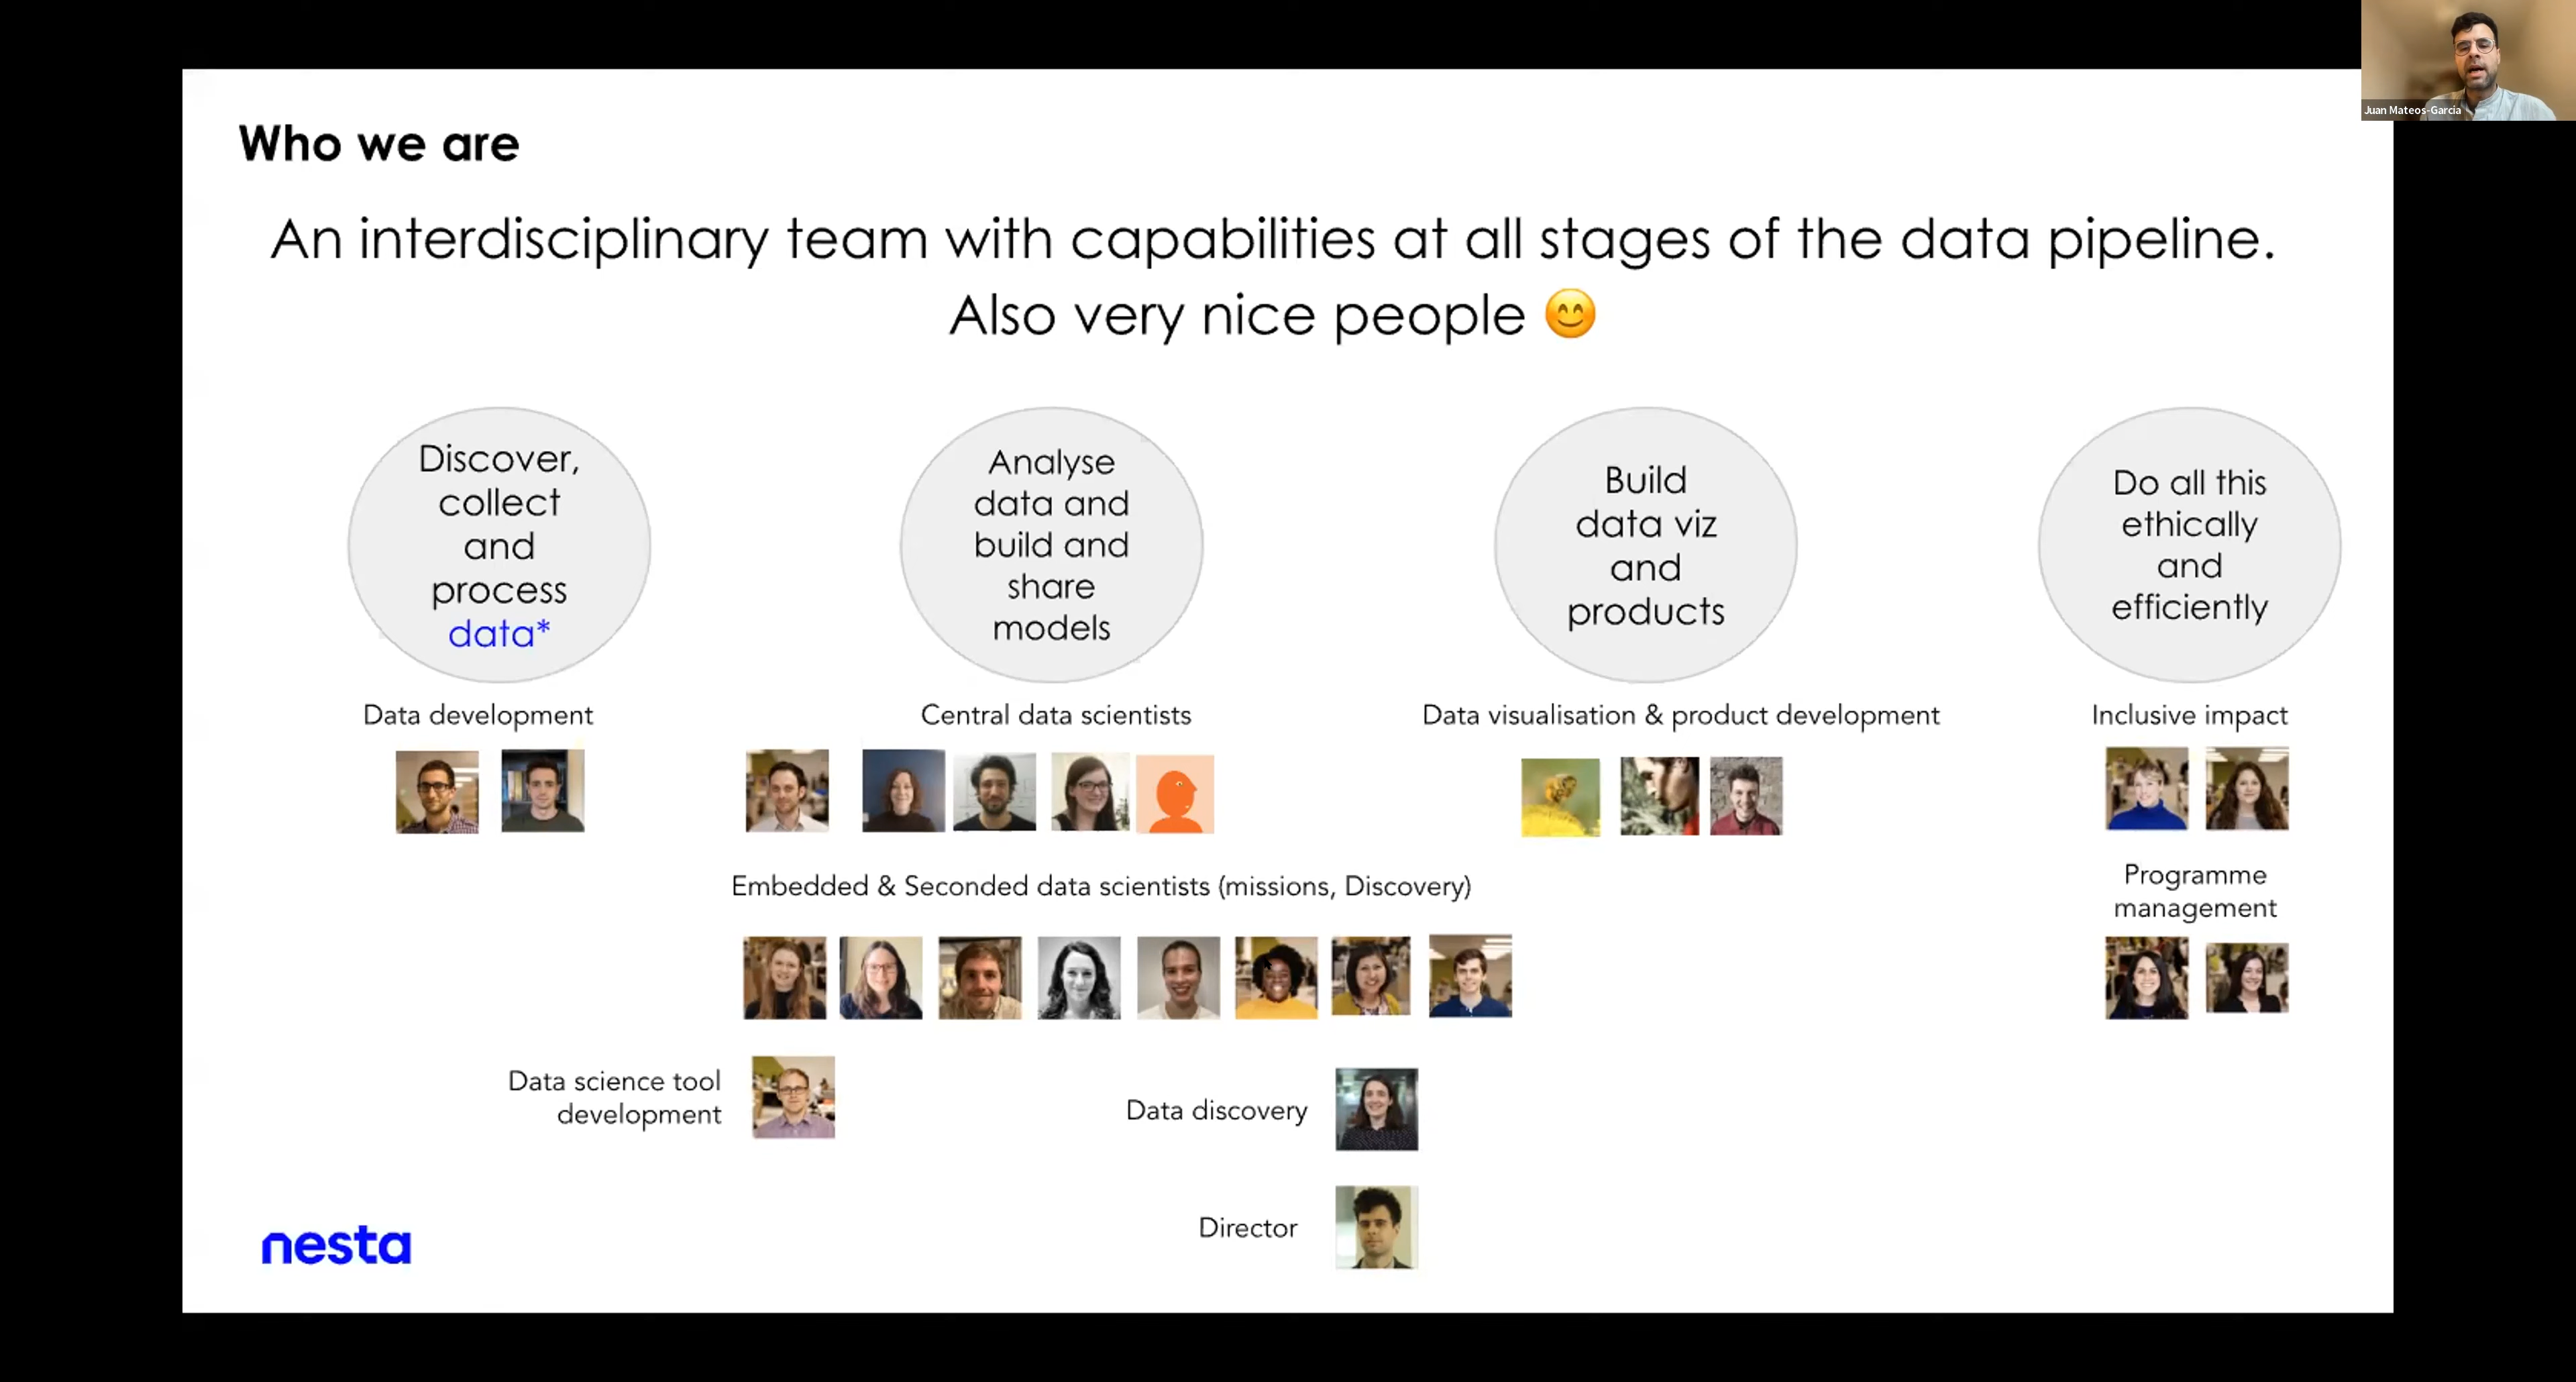 Juan Mateos-Garcia
Who we are
An interdisciplinary team with capabilities at all stages of the data pipeline.
Also very nice people 😊
Discover,
collect
and
process
data*
Analyse
data and
build and
share
models
Build
data viz
and
products
Do all this
ethically
and
efficiently
Data development
Central data scientists
Data visualisation & product development
Inclusive impact
Embedded & Seconded data scientists (missions, Discovery)
Programme
management
Data science tool
development
Data discovery
Director
nesta